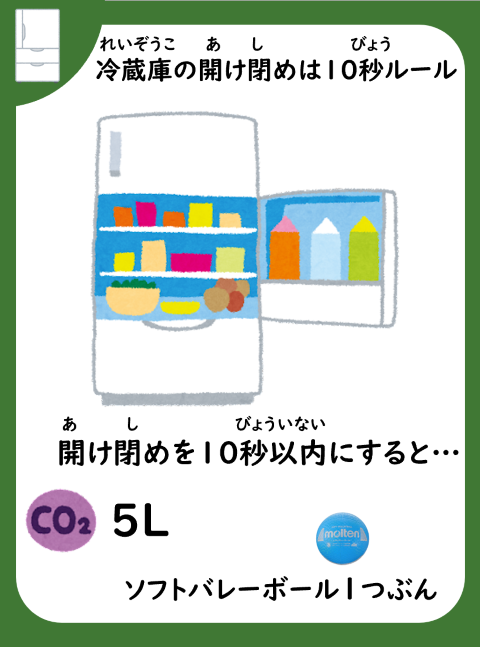 れいぞうこ あ し びょう
冷蔵庫の開け閉めは10秒ルール
あ し びょういない
開け閉めを10秒以内にすると…
CO₂ 5L
molten
ソフトバレーボール1つぶん